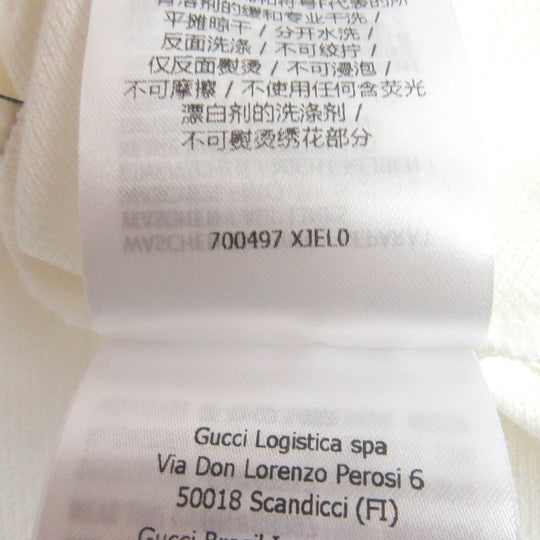 平摊晾干 / 分开水洗 /
反面洗涤 / 不可绞拧 /
仅反面熨烫 / 不可浸泡 /
不可摩擦 / 不使用任何含荧光
漂白剂的洗涤剂 /
不可熨烫绣花部分
700497 XJEL0
Gucci Logistica spa
Via Don Lorenzo Perosi 6
50018 Scandicci (FI)
Gucci Brasil